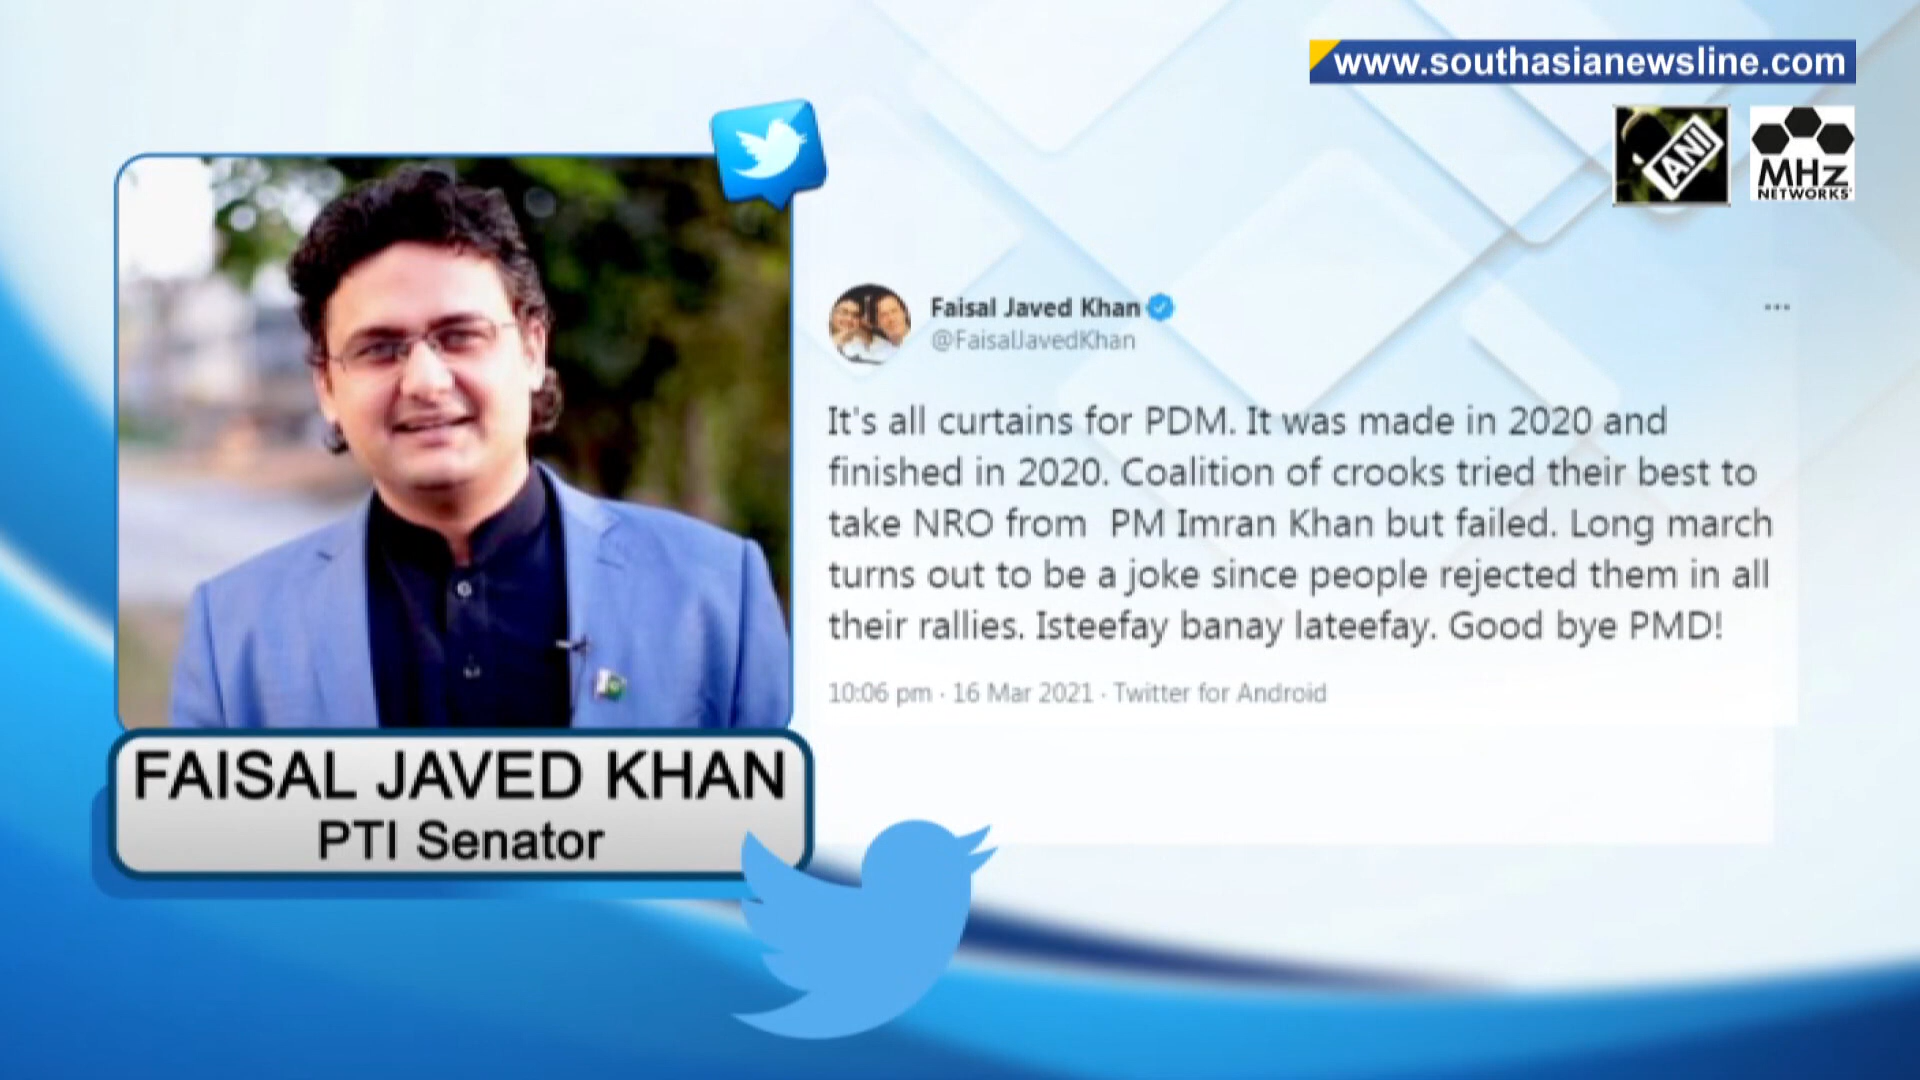 www.southasianewsline.com
ANI
MHz
NETWORKS
Faisal Javed Khan
@FaisalJavedKhan
It's all curtains for PDM. It was made in 2020 and
finished in 2020. Coalition of crooks tried their best to
take NRO from PM Imran Khan but failed. Long march
turns out to be a joke since people rejected them in all
their rallies. Isteefay banay lateefay. Good bye PMD!
10:06 pm · 16 Mar 2021 · Twitter for Android
FAISAL JAVED KHAN
PTI Senator